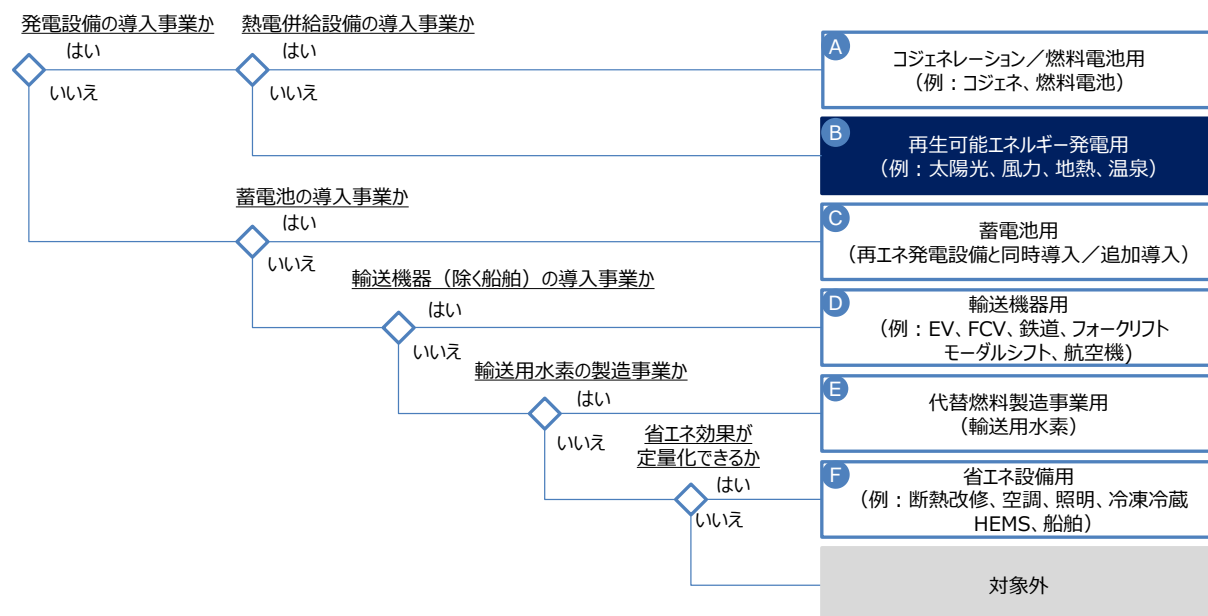 発電設備の導入事業か
熱電併給設備の導入事業か
はい
はい
いいえ
いいえ
A
コジェネレーション／燃料電池用
（例：コジェネ、燃料電池）
B
再生可能エネルギー発電用
（例：太陽光、風力、地熱、温泉）
蓄電池の導入事業か
はい
いいえ
C
蓄電池用
（再エネ発電設備と同時導入／追加導入）
輸送機器（除く船舶）の導入事業か
はい
いいえ
D
輸送機器用
（例：EV、FCV、鉄道、フォークリフト
モーダルシフト、航空機)
輸送用水素の製造事業か
はい
いいえ
E
代替燃料製造事業用
（輸送用水素）
省エネ効果が
定量化できるか
はい
いいえ
F
省エネ設備用
（例：断熱改修、空調、照明、冷凍冷蔵
HEMS、船舶）
対象外